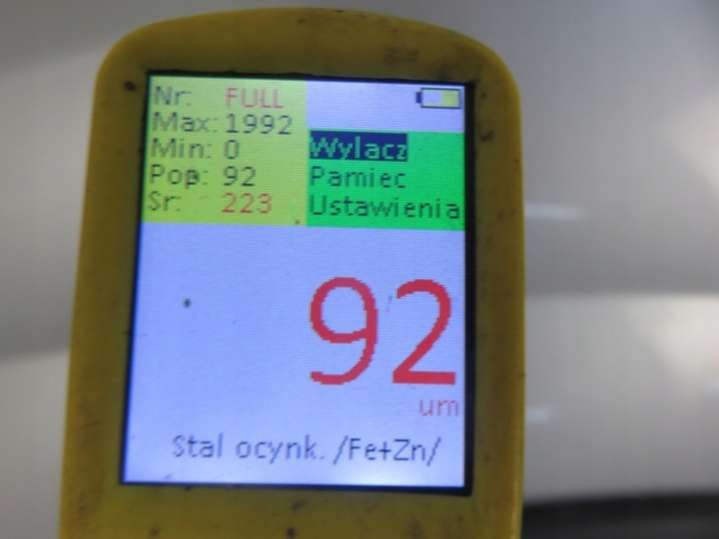 Nr: FULL
Max: 1992
Min: 0
Pop: 92
Sr: 223
Wylacz
Pamiec
Ustawienia
92
um
Stal ocynk. /Fe+Zn/